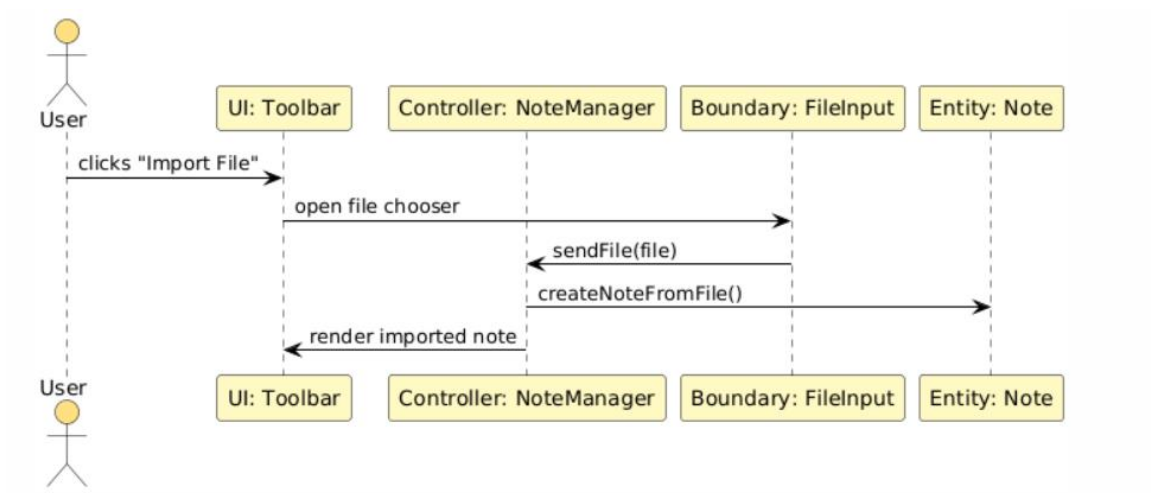 User
UI: Toolbar
Controller: NoteManager
Boundary: FileInput
Entity: Note
clicks "Import File"
open file chooser
sendFile(file)
createNoteFromFile()
render imported note
User
UI: Toolbar
Controller: NoteManager
Boundary: FileInput
Entity: Note